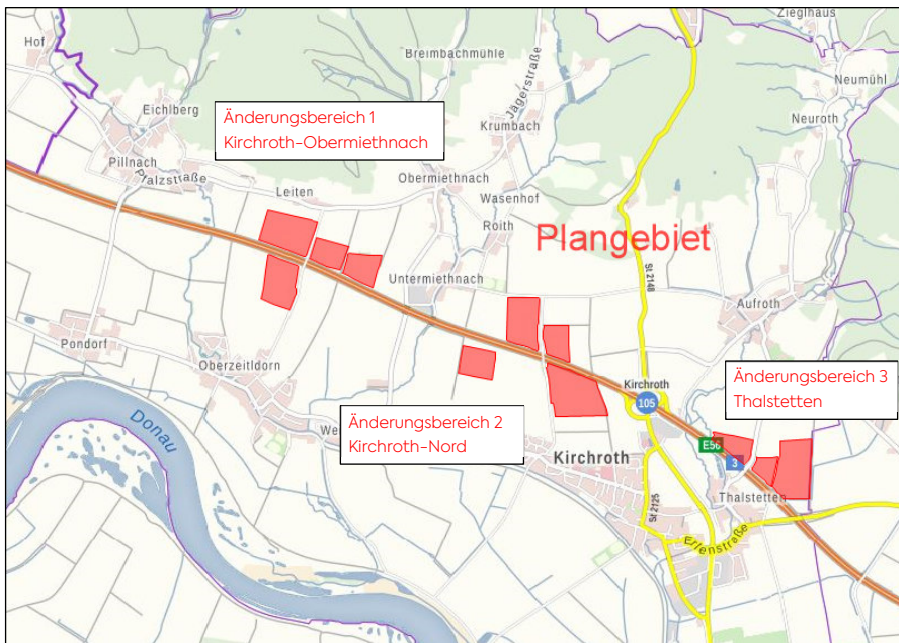 Zieglhaus
Hof
Breimbachmühle
Neumühl
Eichlberg
Änderungsbereich 1
Kirchroth-Obermiethnach
Jägerstraße
Krumbach
Neuroth
Pillnach
Pfalzstraße
Obermiethnach
Leiten
Wasenhof
Roith
Plangebiet
St 2148
Untermiethnach
Aufroth
Pondorf
Oberzeitldorn
Kirchroth
105
Änderungsbereich 3
Thalstetten
Donau
Änderungsbereich 2
Kirchroth-Nord
We
Kirchroth
E56
3
Thalstetten
St 2125
Erlenstraße